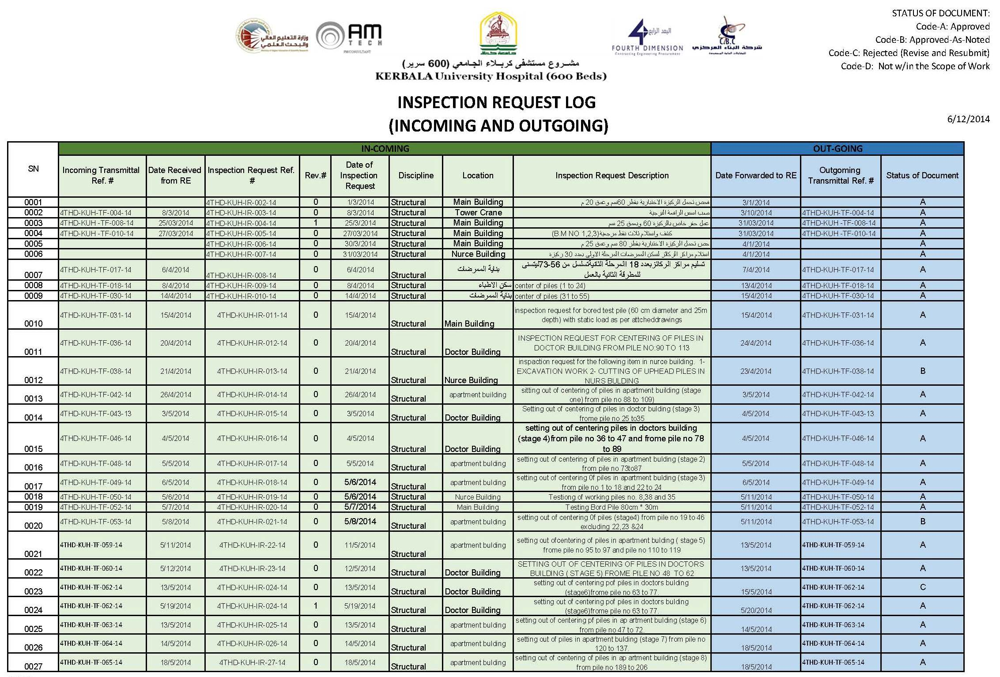 STATUS OF DOCUMENT:
Code-A: Approved
Code-B: Approved-As-Noted
Code-C: Rejected (Revise and Resubmit)
Code-D: Not w/in the Scope of Work
وزارة التعليم العالي
والبحث العلمي
AM
TECH
PM/CONSULTANT
جامعة كربلاء
4
البعد الرابع
FOURTH DIMENSION
Contracting Engineering Procurement
C.B.C
شركة البناء المركزي
للمقاولات العامة المحدودة
مشروع مستشفى كربلاء الجامعي (600 سرير)
KERBALA University Hospital (600 Beds)
INSPECTION REQUEST LOG
(INCOMING AND OUTGOING)
6/12/2014
IN-COMING OUT-GOING
SN Incoming Transmittal Ref. # Date Received from RE Inspection Request Ref. # Rev.# Date of Inspection Request Discipline Location Inspection Request Description Date Forwarded to RE Outgoming Transmittal Ref. # Status of Document
0001 4THD-KUH-IR-002-14 0 1/3/2014 Structural Main Building فحص تحمل الركيزة الاختبارية بقطر 60سم وعمق 20 م 3/1/2014 A
0002 4THD-KUH-TF-004-14 8/3/2014 4THD-KUH-IR-003-14 0 8/3/2014 Structural Tower Crane صب اسس الرافعة البرجية 3/10/2014 4THD-KUH-TF-004-14 A
0003 4THD-KUH -TF-008-14 25/03/2014 4THD-KUH-IR-004-14 1 25/3/2014 Structural Main Building عمل حفر خاص بالركيزة 60 وبعمق 25 سم 31/03/2014 4THD-KUH -TF-008-14 A
0004 4THD-KUH -TF-010-14 27/03/2014 4THD-KUH-IR-005-14 0 27/03/2014 Structural Main Building كشف واستلام ثلاث نقط مرجعية(B.M NO 1,2,3) 31/03/2014 4THD-KUH -TF-010-14 A
0005 4THD-KUH-IR-006-14 0 30/3/2014 Structural Main Building حص تحمل الركيزة الاختبارية بقطر 80 سم وعمق 25 م 4/1/2014 A
0006 4THD-KUH-IR-007-14 0 31/03/2014 Structural Nurce Building استلام مراكز الركائز لسكن الممرضات المرحلة الاولى بعدد 30 ركيزة 4/1/2014 A
0007 4THD-KUH-TF-017-14 6/4/2014 4THD-KUH-IR-008-14 0 6/4/2014 Structural بناية الممرضات تسليم مراكز الركائزبعدد 18 االمرحلة الثانيةتسلسل من 56-73ليتسنى للمطرقة الثانية بالعمل 7/4/2014 4THD-KUH-TF-017-14 A
0008 4THD-KUH-TF-018-14 8/4/2014 4THD-KUH-IR-009-14 0 8/4/2014 Structural سكن الاطباء center of piles (1 to 24) 13/4/2014 4THD-KUH-TF-018-14 A
0009 4THD-KUH-TF-030-14 14/4/2014 4THD-KUH-IR-010-14 0 14/4/2014 Structural بناية الممرضات center of piles (31 to 55) 15/4/2014 4THD-KUH-TF-030-14 A
0010 4THD-KUH-TF-031-14 15/4/2014 4THD-KUH-IR-011-14 0 15/4/2014 Structural Main Building inspection request for bored test pile (60 cm diameter and 25m depth) with static load as per attcheddrawings 15/4/2014 4THD-KUH-TF-031-14 A
0011 4THD-KUH-TF-036-14 20/4/2014 4THD-KUH-IR-012-14 0 20/4/2014 Structural Doctor Building INSPECTION REQUEST FOR CENTERING OF PILES IN DOCTOR BUILDING FROM PILE NO:90 TO 113 24/4/2014 4THD-KUH-TF-036-14 A
0012 4THD-KUH-TF-038-14 21/4/2014 4THD-KUH-IR-013-14 0 21/4/2014 Structural Nurce Building inspaction request for the following item in nurce building. 1- EXCAVATION WORK 2- CUTTING OF UPHEAD PILES IN NURS BULDING 23/4/2014 4THD-KUH-TF-038-14 B
0013 4THD-KUH-TF-042-14 26/4/2014 4THD-KUH-IR-014-14 0 26/4/2014 Structural apartment building sitting out of centering of piles in apartment building (stage one) from pile no 88 to 109) 3/5/2014 4THD-KUH-TF-042-14 A
0014 4THD-KUH-TF-043-13 3/5/2014 4THD-KUH-IR-015-14 0 3/5/2014 Structural Doctor Building Setting out of centering of piles in doctor bulding (stage 3) frome pile no 25 to35 4/5/2014 4THD-KUH-TF-043-13 A
0015 4THD-KUH-TF-046-14 4/5/2014 4THD-KUH-IR-016-14 0 4/5/2014 Structural Doctor Building setting out of centering piles in doctors building (stage 4)from pile no 36 to 47 and frome pile no 78 to 89 4/5/2014 4THD-KUH-TF-046-14 A
0016 4THD-KUH-TF-048-14 5/5/2014 4THD-KUH-IR-017-14 0 5/5/2014 Structural apartment bulding setting out of centering of piles in apartment bulding (stage 2) from pile no 73to87 5/5/2014 4THD-KUH-TF-048-14 A
0017 4THD-KUH-TF-049-14 6/5/2014 4THD-KUH-IR-018-14 0 5/6/2014 Structural apartment bulding setting out of centering 0f piles in apartment bulding (stage 3) from pile no 1 to 18 and 22 to 24 6/5/2014 4THD-KUH-TF-049-14 A
0018 4THD-KUH-TF-050-14 5/6/2014 4THD-KUH-IR-019-14 0 5/6/2014 Structural Nurce Building Testiong of working piles no. 8,38 and 35 5/11/2014 4THD-KUH-TF-050-14 A
0019 4THD-KUH-TF-052-14 5/7/2014 4THD-KUH-IR-020-14 0 5/7/2014 Structural Main Building Testing Bord Pile 80cm * 30m 5/11/2014 4THD-KUH-TF-052-14 A
0020 4THD-KUH-TF-053-14 5/8/2014 4THD-KUH-IR-021-14 0 5/8/2014 Structural apartment bulding setting out of centering 0f piles (stage4) from pile no 19 to 46 excluding 22,23 &24 5/11/2014 4THD-KUH-TF-053-14 B
0021 4THD-KUH-TF-059-14 5/11/2014 4THD-KUH-IR-22-14 0 11/5/2014 Structural apartment bulding setting out ofcentering of piles in apartment bulding ( stage 5) frome pile no 95 to 97 and pile no 110 to 119 13/5/2014 4THD-KUH-TF-059-14 A
0022 4THD-KUH-TF-060-14 5/12/2014 4THD-KUH-IR-23-14 0 12/5/2014 Structural Doctor Building SETTING OUT OF CENTERING OF PILES IN DOCTORS BUILDING ( STAGE 5) FROME PILE NO 48 TO 62 13/5/2014 4THD-KUH-TF-060-14 A
0023 4THD-KUH-TF-062-14 13/5/2014 4THD-KUH-IR-024-14 0 13/5/2014 Structural Doctor Building setting out of centering pof piles in doctors bulding (stage6)frome pile no 63 to 77. 15/5/2014 4THD-KUH-TF-062-14 C
0024 4THD-KUH-TF-062-14 5/19/2014 4THD-KUH-IR-024-14 1 5/19/2014 Structural Doctor Building setting out of centering pof piles in doctors bulding (stage6)frome pile no 63 to 77. 5/20/2014 4THD-KUH-TF-062-14 A
0025 4THD-KUH-TF-063-14 13/5/2014 4THD-KUH-IR-025-14 0 13/5/2014 Structural apartment bulding setting out of centering pf piles in ap artment bulding (stage 6) from pile no 47 to 72. 14/5/2014 4THD-KUH-TF-063-14 A
0026 4THD-KUH-TF-064-14 14/5/2014 4THD-KUH-IR-026-14 0 14/5/2014 Structural apartment bulding setting out of piles in apartment bulding (stage 7) from pile no 120 to 137. 18/5/2014 4THD-KUH-TF-064-14 A
0027 4THD-KUH-TF-065-14 18/5/2014 4THD-KUH-IR-27-14 0 18/5/2014 Structural apartment bulding setting out of centering of piles in ap artment building (stage 8) from pile no 189 to 206 18/5/2014 4THD-KUH-TF-065-14 A